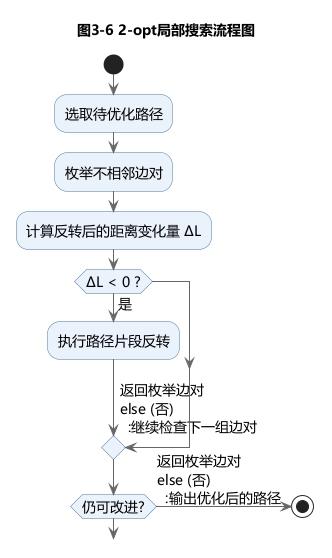 图3-6 2-opt局部搜索流程图
选取待优化路径
枚举不相邻边对
计算反转后的距离变化量 ΔL
ΔL < 0 ?
是
执行路径片段反转
返回枚举边对
else (否)
:继续检查下一组边对
返回枚举边对
else (否)
:输出优化后的路径
仍可改进?